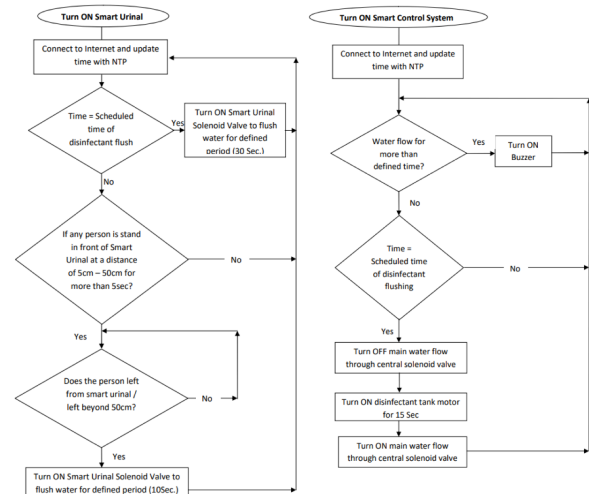 Turn ON Smart Urinal
Connect to Internet and update
time with NTP
Time = Scheduled
time of
disinfectant flush
Yes
Turn ON Smart Urinal
Solenoid Valve to flush
water for defined
period (30 Sec.)
No
If any person is stand
in front of Smart
Urinal at a distance
of 5cm – 50cm for
more than 5sec?
No
Yes
Does the person left
from smart urinal /
left beyond 50cm?
No
Yes
Turn ON Smart Urinal Solenoid Valve to
flush water for defined period (10Sec.)
Turn ON Smart Control System
Connect to Internet and update
time with NTP
Water flow for
more than
defined time?
Yes
Turn ON
Buzzer
No
Time =
Scheduled time
of disinfectant
flushing
No
Yes
Turn OFF main water flow
through central solenoid valve
Turn ON disinfectant tank motor
for 15 Sec
Turn ON main water flow
through central solenoid valve